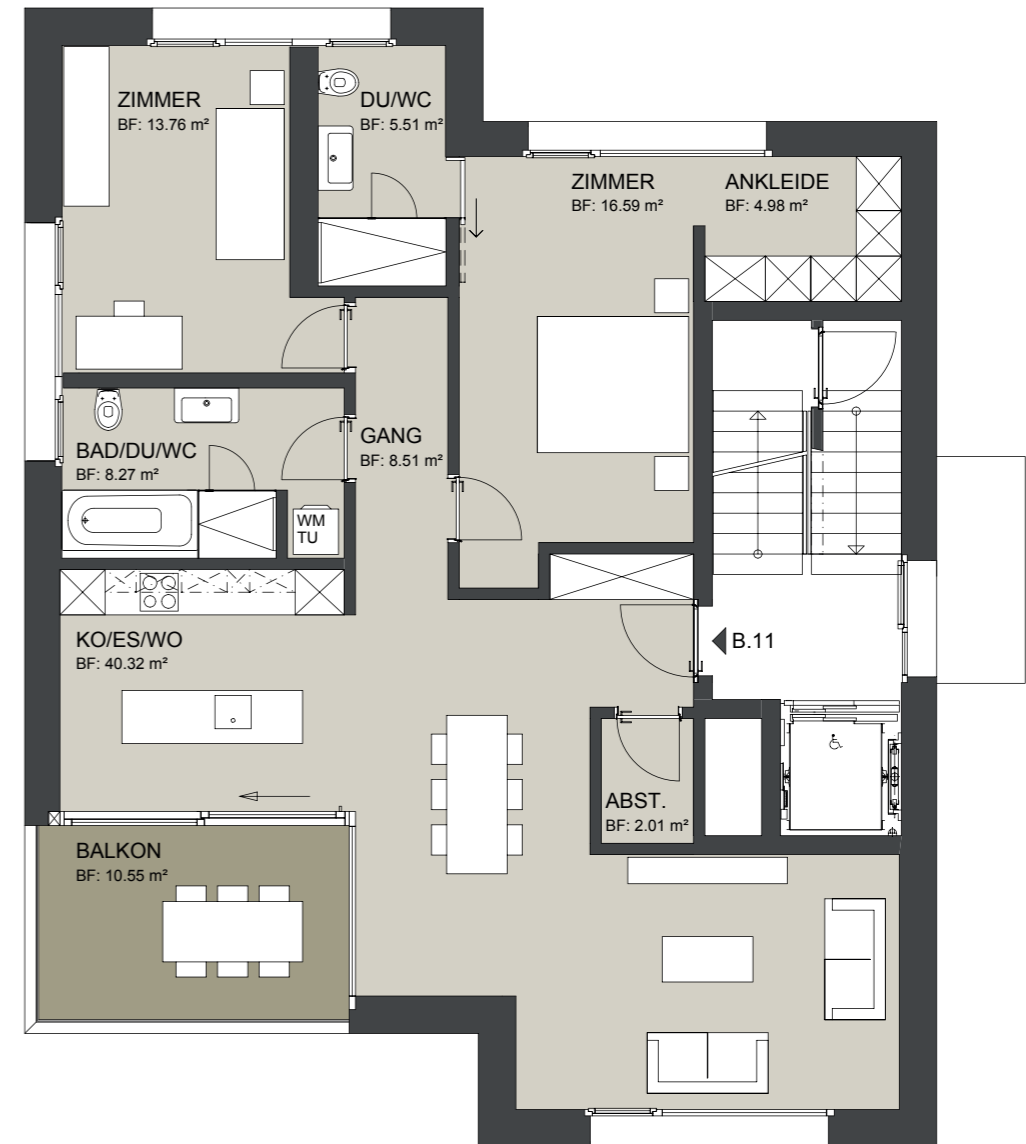 ZIMMER
BF: 13.76 m²
DU/WC
BF: 5.51 m²
ZIMMER
BF: 16.59 m²
ANKLEIDE
BF: 4.98 m²
BAD/DU/WC
BF: 8.27 m²
GANG
BF: 8.51 m²
WM
TU
KO/ES/WO
BF: 40.32 m²
B.11
ABST.
BF: 2.01 m²
BALKON
BF: 10.55 m²